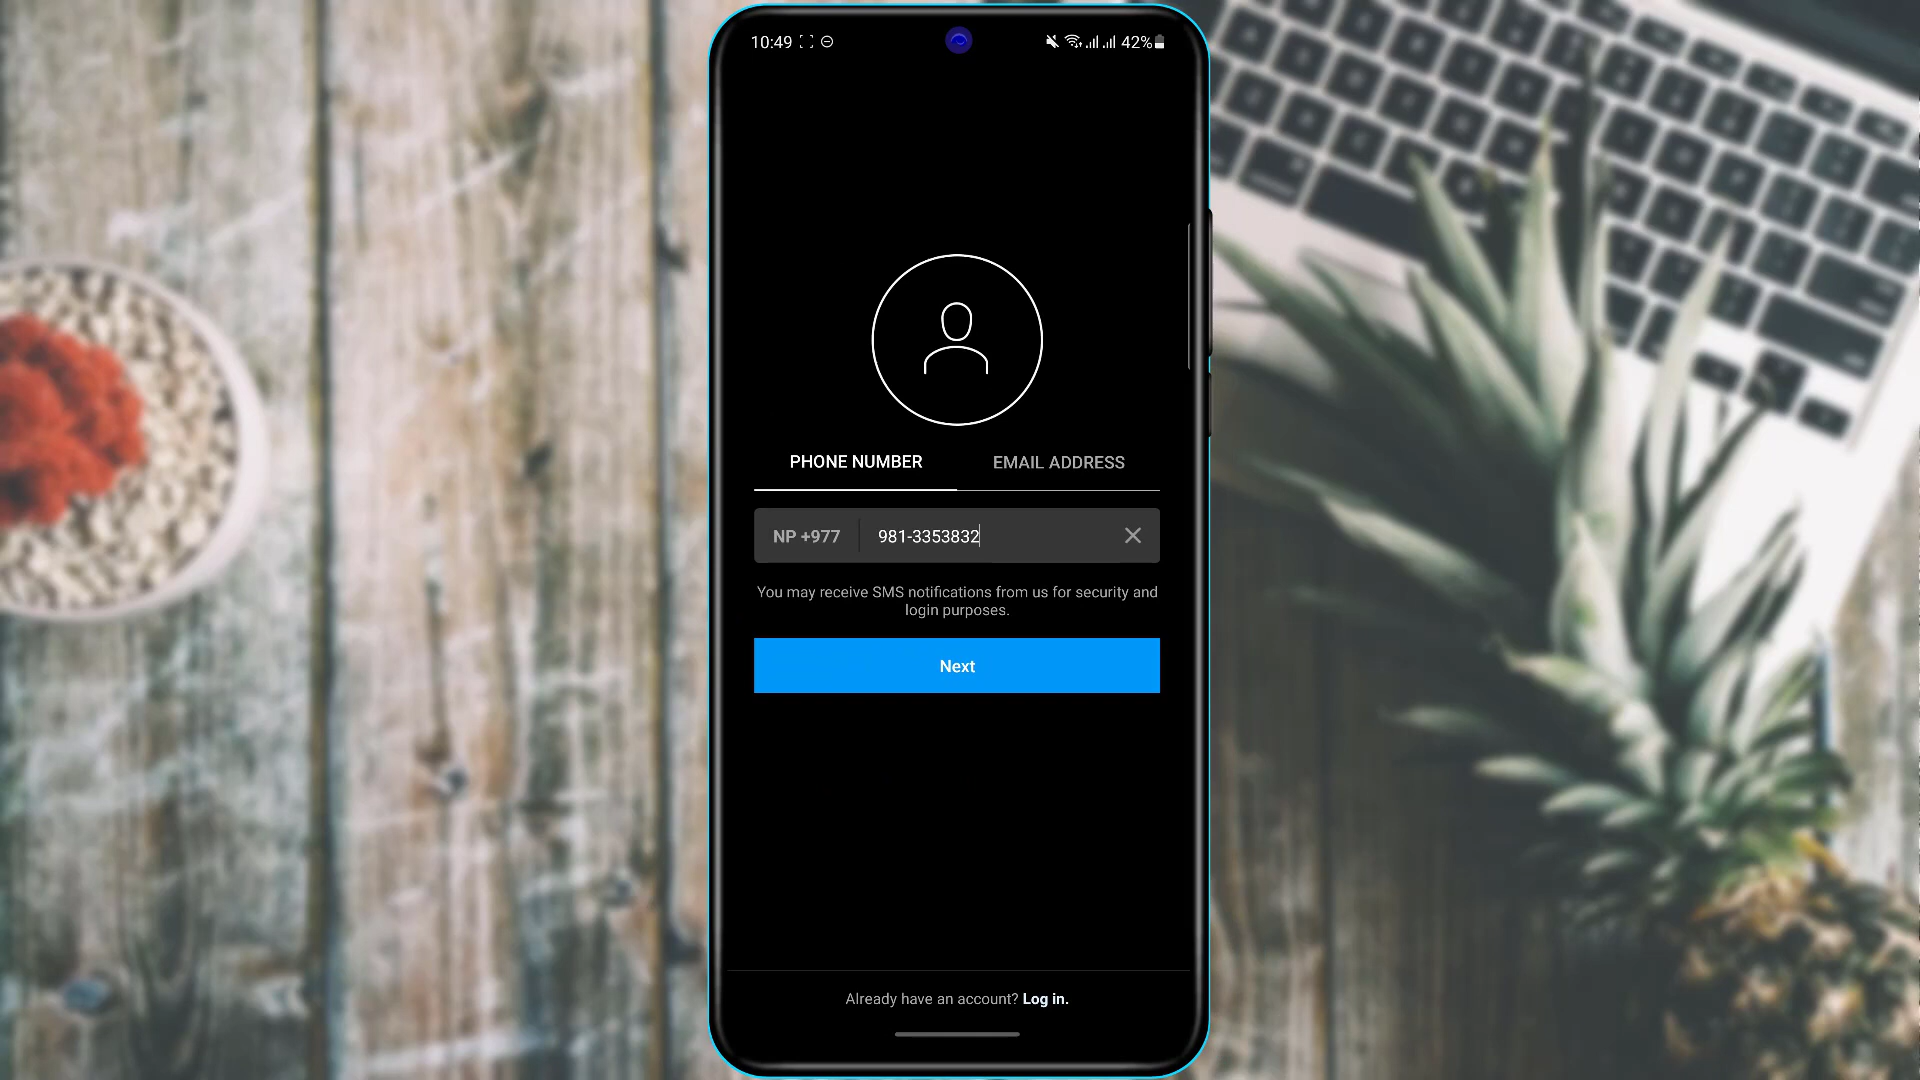 10:49
42%
PHONE NUMBER
EMAIL ADDRESS
NP +977
981-3353832
You may receive SMS notifications from us for security and
login purposes.
Next
Already have an account? Log in.